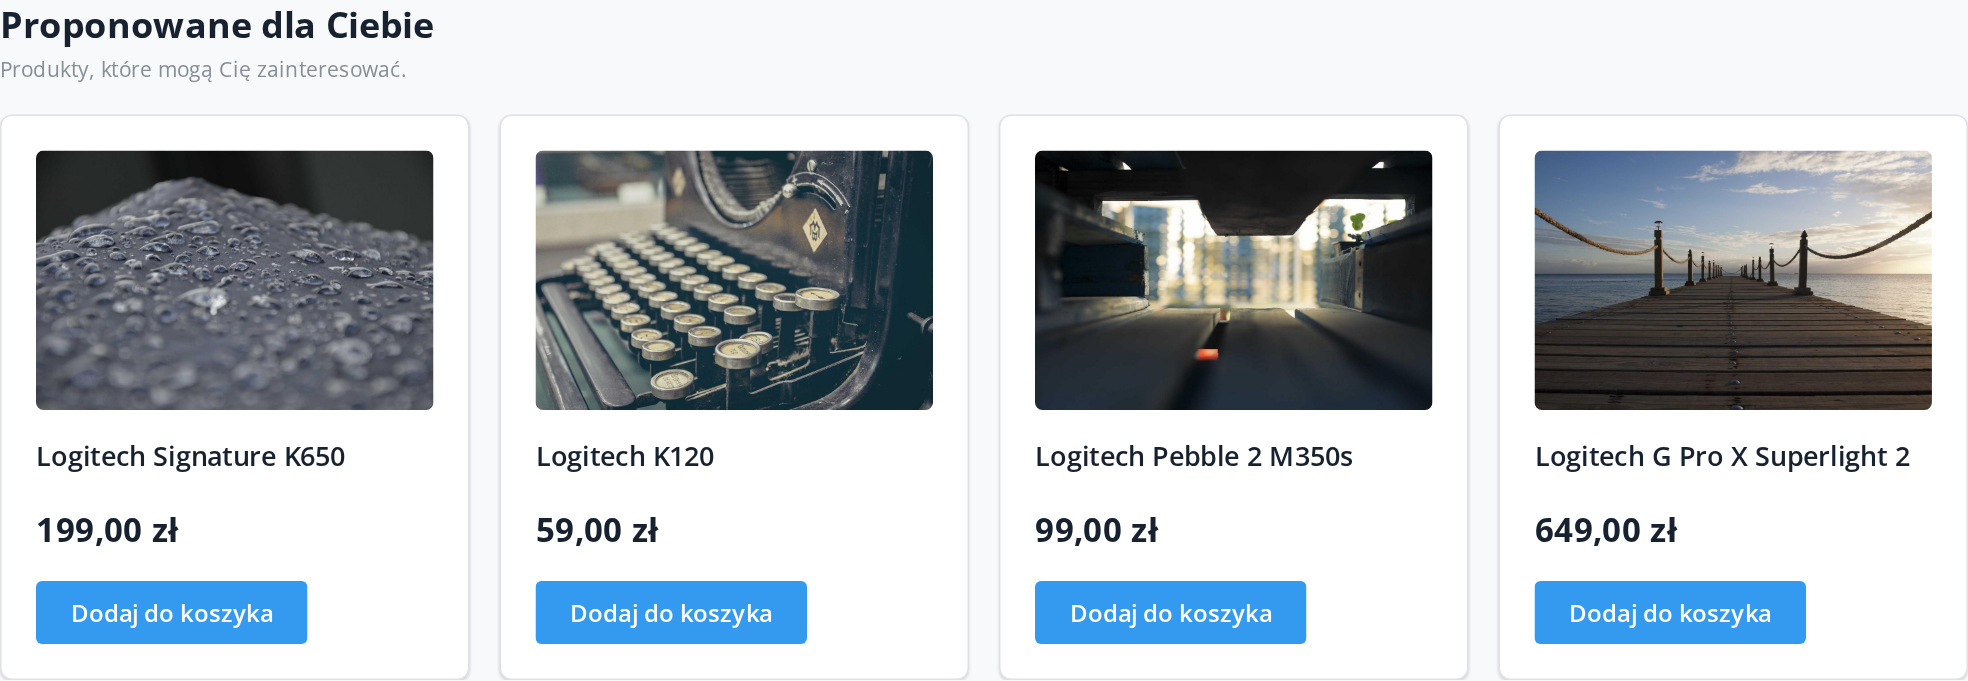 Proponowane dla Ciebie
Produkty, które mogą Cię zainteresować.
Logitech Signature K650
199,00 zł
Dodaj do koszyka
Logitech K120
59,00 zł
Dodaj do koszyka
Logitech Pebble 2 M350s
99,00 zł
Dodaj do koszyka
Logitech G Pro X Superlight 2
649,00 zł
Dodaj do koszyka